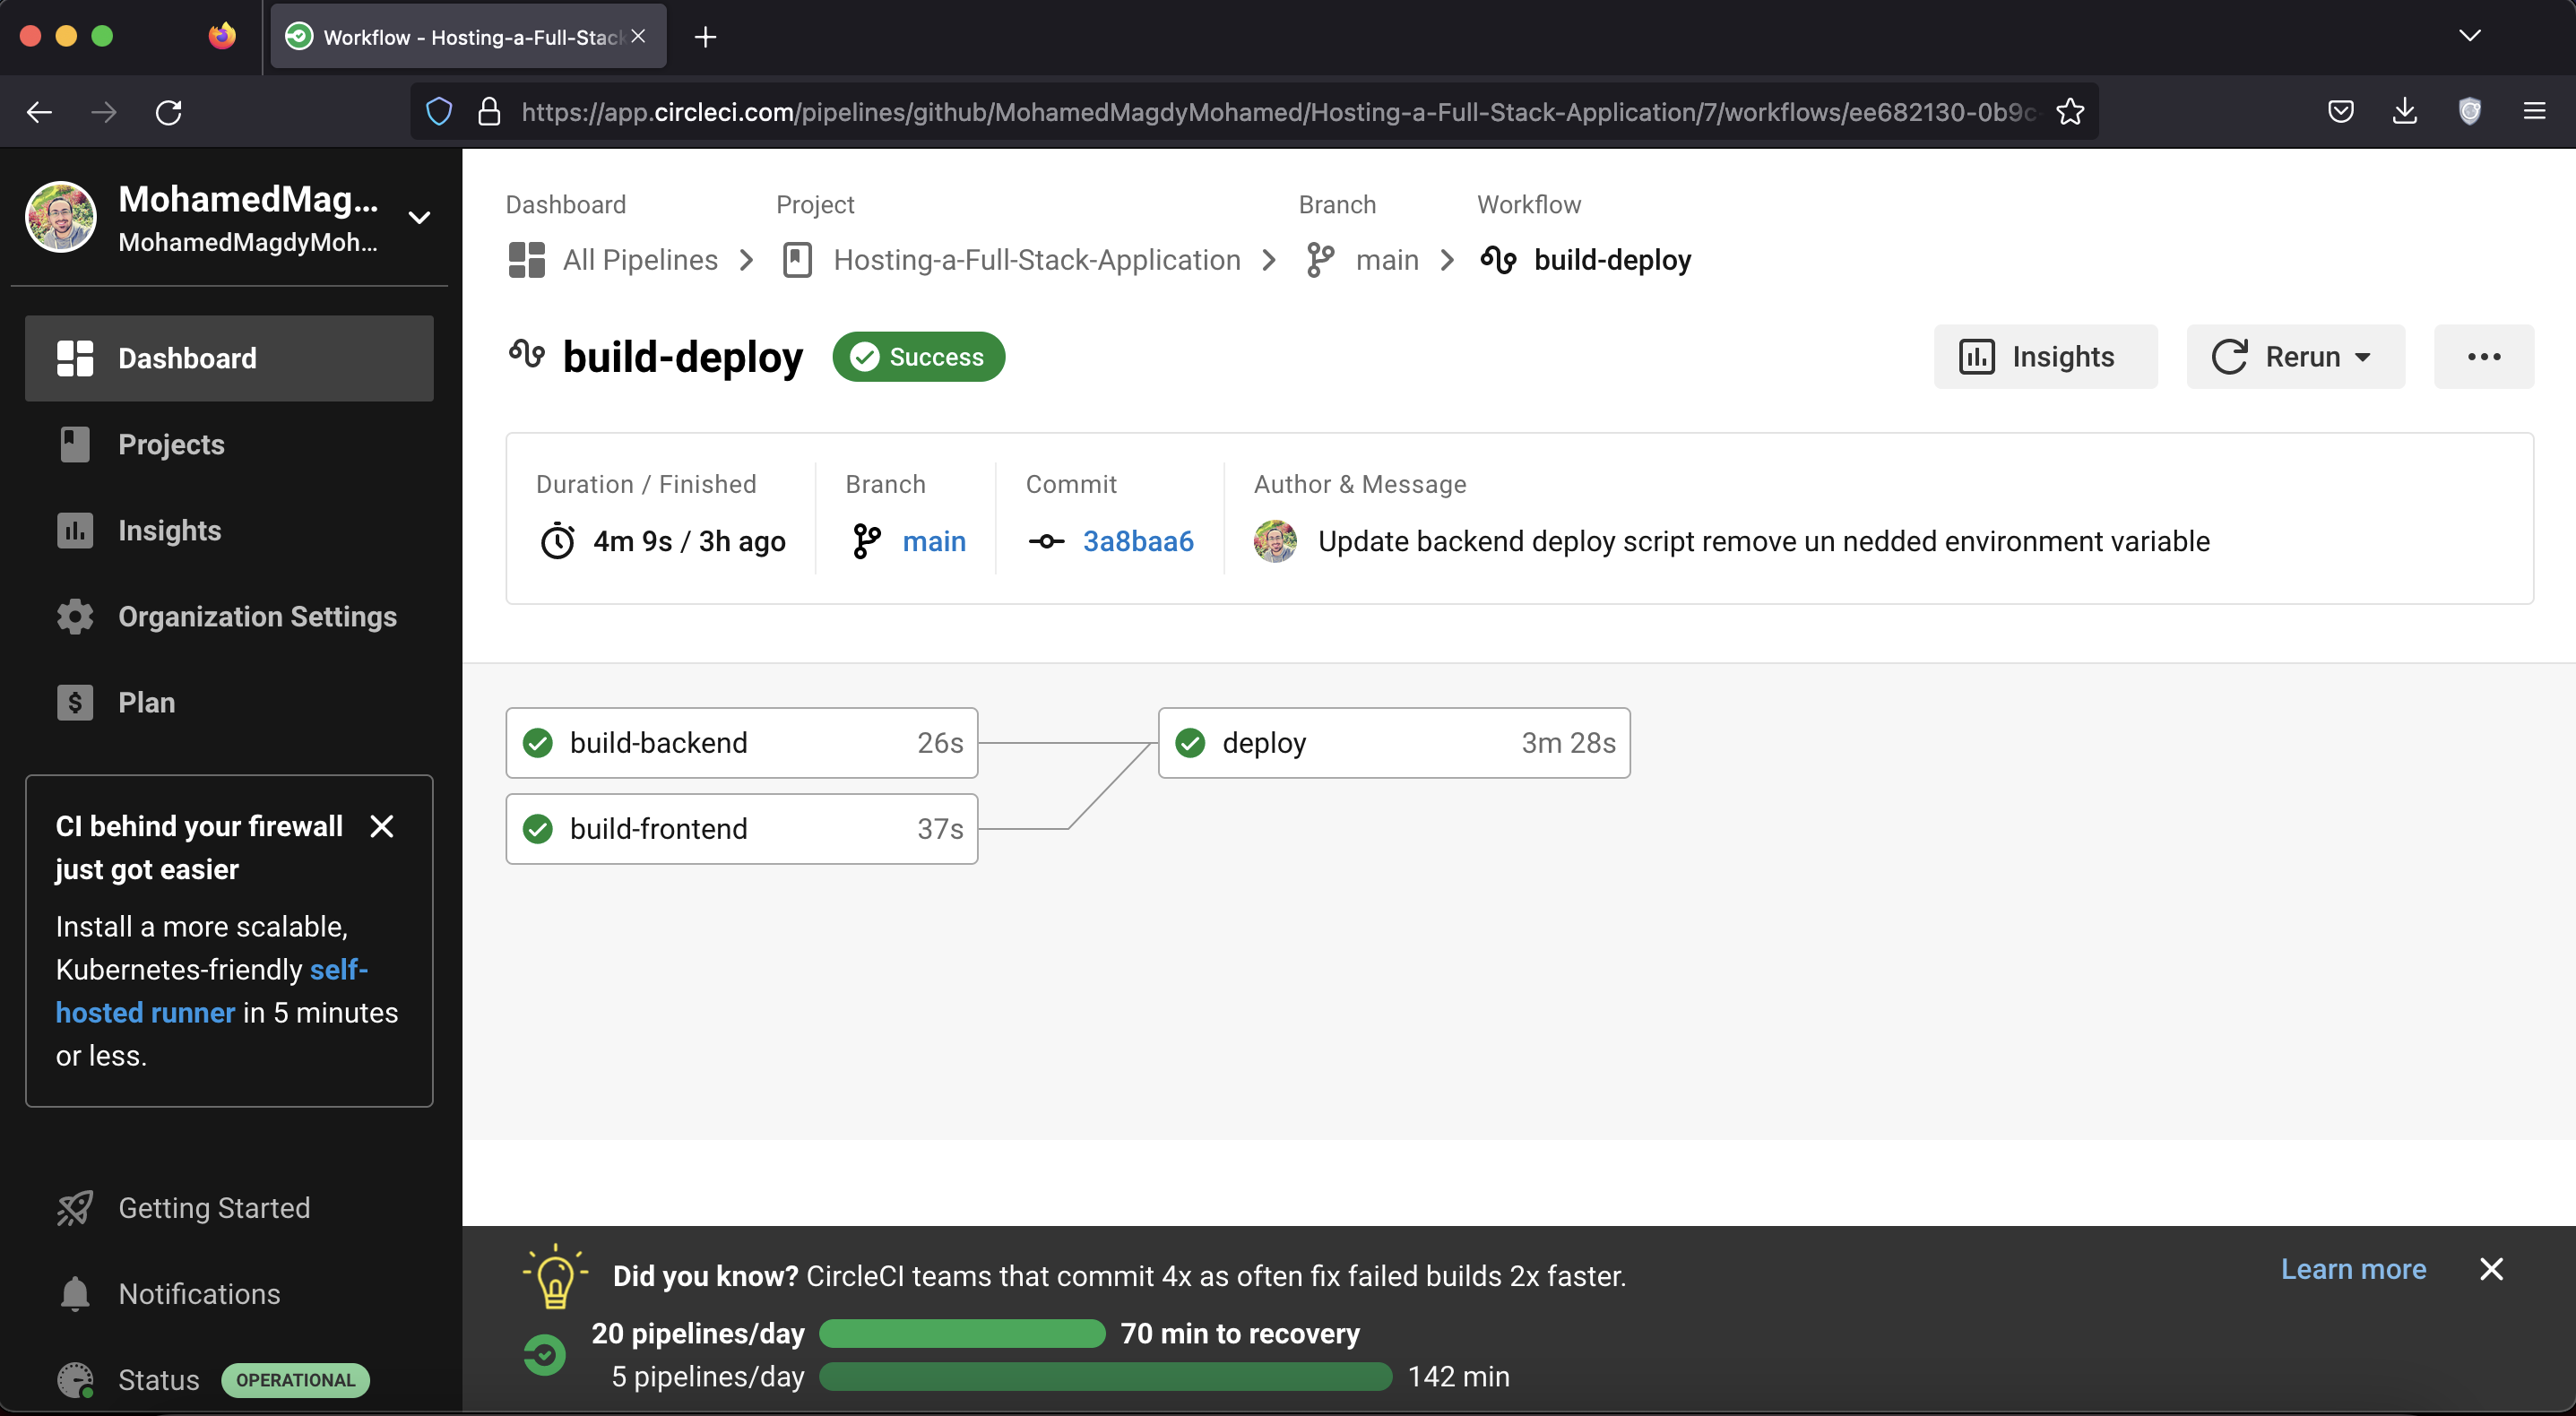 Workflow - Hosting-a-Full-Stack
https://app.circleci.com/pipelines/github/MohamedMagdyMohamed/Hosting-a-Full-Stack-Application/7/workflows/ee682130-0b9c-
MohamedMag...
MohamedMagdyMoh...
Dashboard
Projects
Insights
Organization Settings
Plan
CI behind your firewall
just got easier
Install a more scalable,
Kubernetes-friendly self-
hosted runner in 5 minutes
or less.
Getting Started
Notifications
Status OPERATIONAL
Dashboard Project Branch Workflow
All Pipelines Hosting-a-Full-Stack-Application main build-deploy
build-deploy Success Insights Rerun
Duration / Finished Branch Commit Author & Message
4m 9s / 3h ago main 3a8baa6 Update backend deploy script remove un nedded environment variable
build-backend 26s deploy 3m 28s
build-frontend 37s
Did you know? CircleCI teams that commit 4x as often fix failed builds 2x faster. Learn more
20 pipelines/day 70 min to recovery
5 pipelines/day 142 min